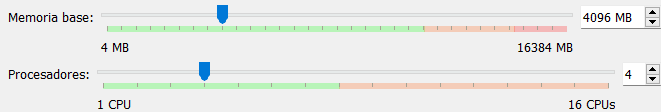 Memoria base: 4096 MB
4 MB 16384 MB
Procesadores: 4
1 CPU 16 CPUs